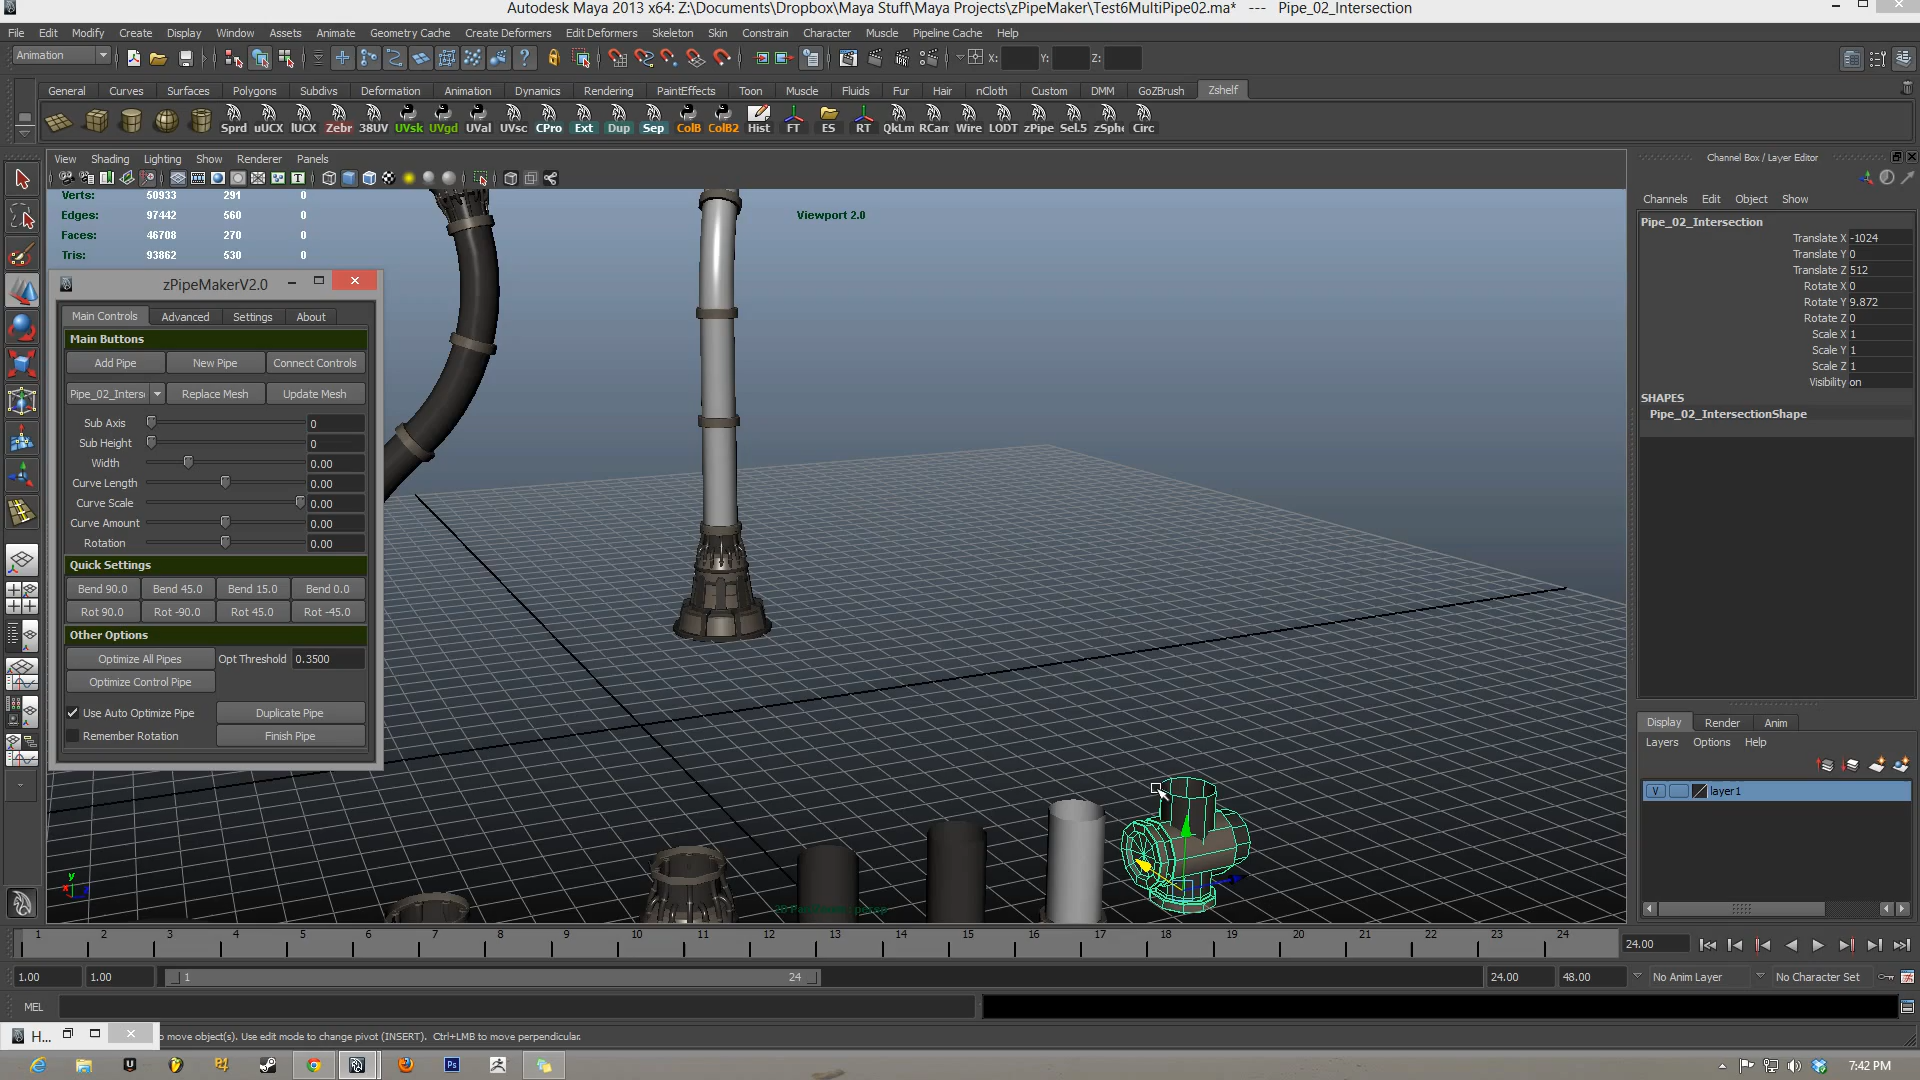 Autodesk Maya 2013 x64: Z:\Documents\Dropbox\Maya Stuff\Maya Projects\zPipeMaker\Test6MultiPipe02.ma* --- Pipe_02_Intersection
File Edit Modify Create Display Window Assets Animate Geometry Cache Create Deformers Edit Deformers Skeleton Skin Constrain Character Muscle Pipeline Cache Help
Animation X: Y: Z:
General Curves Surfaces Polygons Subdivs Deformation Animation Dynamics Rendering PaintEffects Toon Muscle Fluids Fur Hair nCloth Custom DMM GoZBrush Zshelf
Sprd uUCX lUCX Zebr 38UV UVsk UVgd UVal UVsc CPro Ext Dup Sep ColB ColB2 Hist FT ES RT QkLm RCam Wire LODT zPipe Sel.5 zSph Circ
View Shading Lighting Show Renderer Panels
Verts: 50933 291 0
Edges: 97442 560 0
Faces: 46708 270 0
Tris: 93862 530 0
Viewport 2.0
zPipeMakerV2.0
Main Controls Advanced Settings About
Main Buttons
Add Pipe New Pipe Connect Controls
Pipe_02_Inters Replace Mesh Update Mesh
Sub Axis 0
Sub Height 0
Width 0.00
Curve Length 0.00
Curve Scale 0.00
Curve Amount 0.00
Rotation 0.00
Quick Settings
Bend 90.0 Bend 45.0 Bend 15.0 Bend 0.0
Rot 90.0 Rot -90.0 Rot 45.0 Rot -45.0
Other Options
Optimize All Pipes Opt Threshold 0.3500
Optimize Control Pipe
Use Auto Optimize Pipe Duplicate Pipe
Remember Rotation Finish Pipe
y
x
Channel Box / Layer Editor
Channels Edit Object Show
Pipe_02_Intersection
Translate X -1024
Translate Y 0
Translate Z 512
Rotate X 0
Rotate Y 9.872
Rotate Z 0
Scale X 1
Scale Y 1
Scale Z 1
Visibility on
SHAPES
Pipe_02_IntersectionShape
Display Render Anim
Layers Options Help
V layer1
1 2 3 4 5 6 7 8 9 10 11 12 13 14 15 16 17 18 19 20 21 22 23 24 24.00
1.00 1.00 1 24 24.00 48.00 No Anim Layer No Character Set
MEL
H... o move object(s). Use edit mode to change pivot (INSERT). Ctrl+LMB to move perpendicular.
Ps
7:42 PM